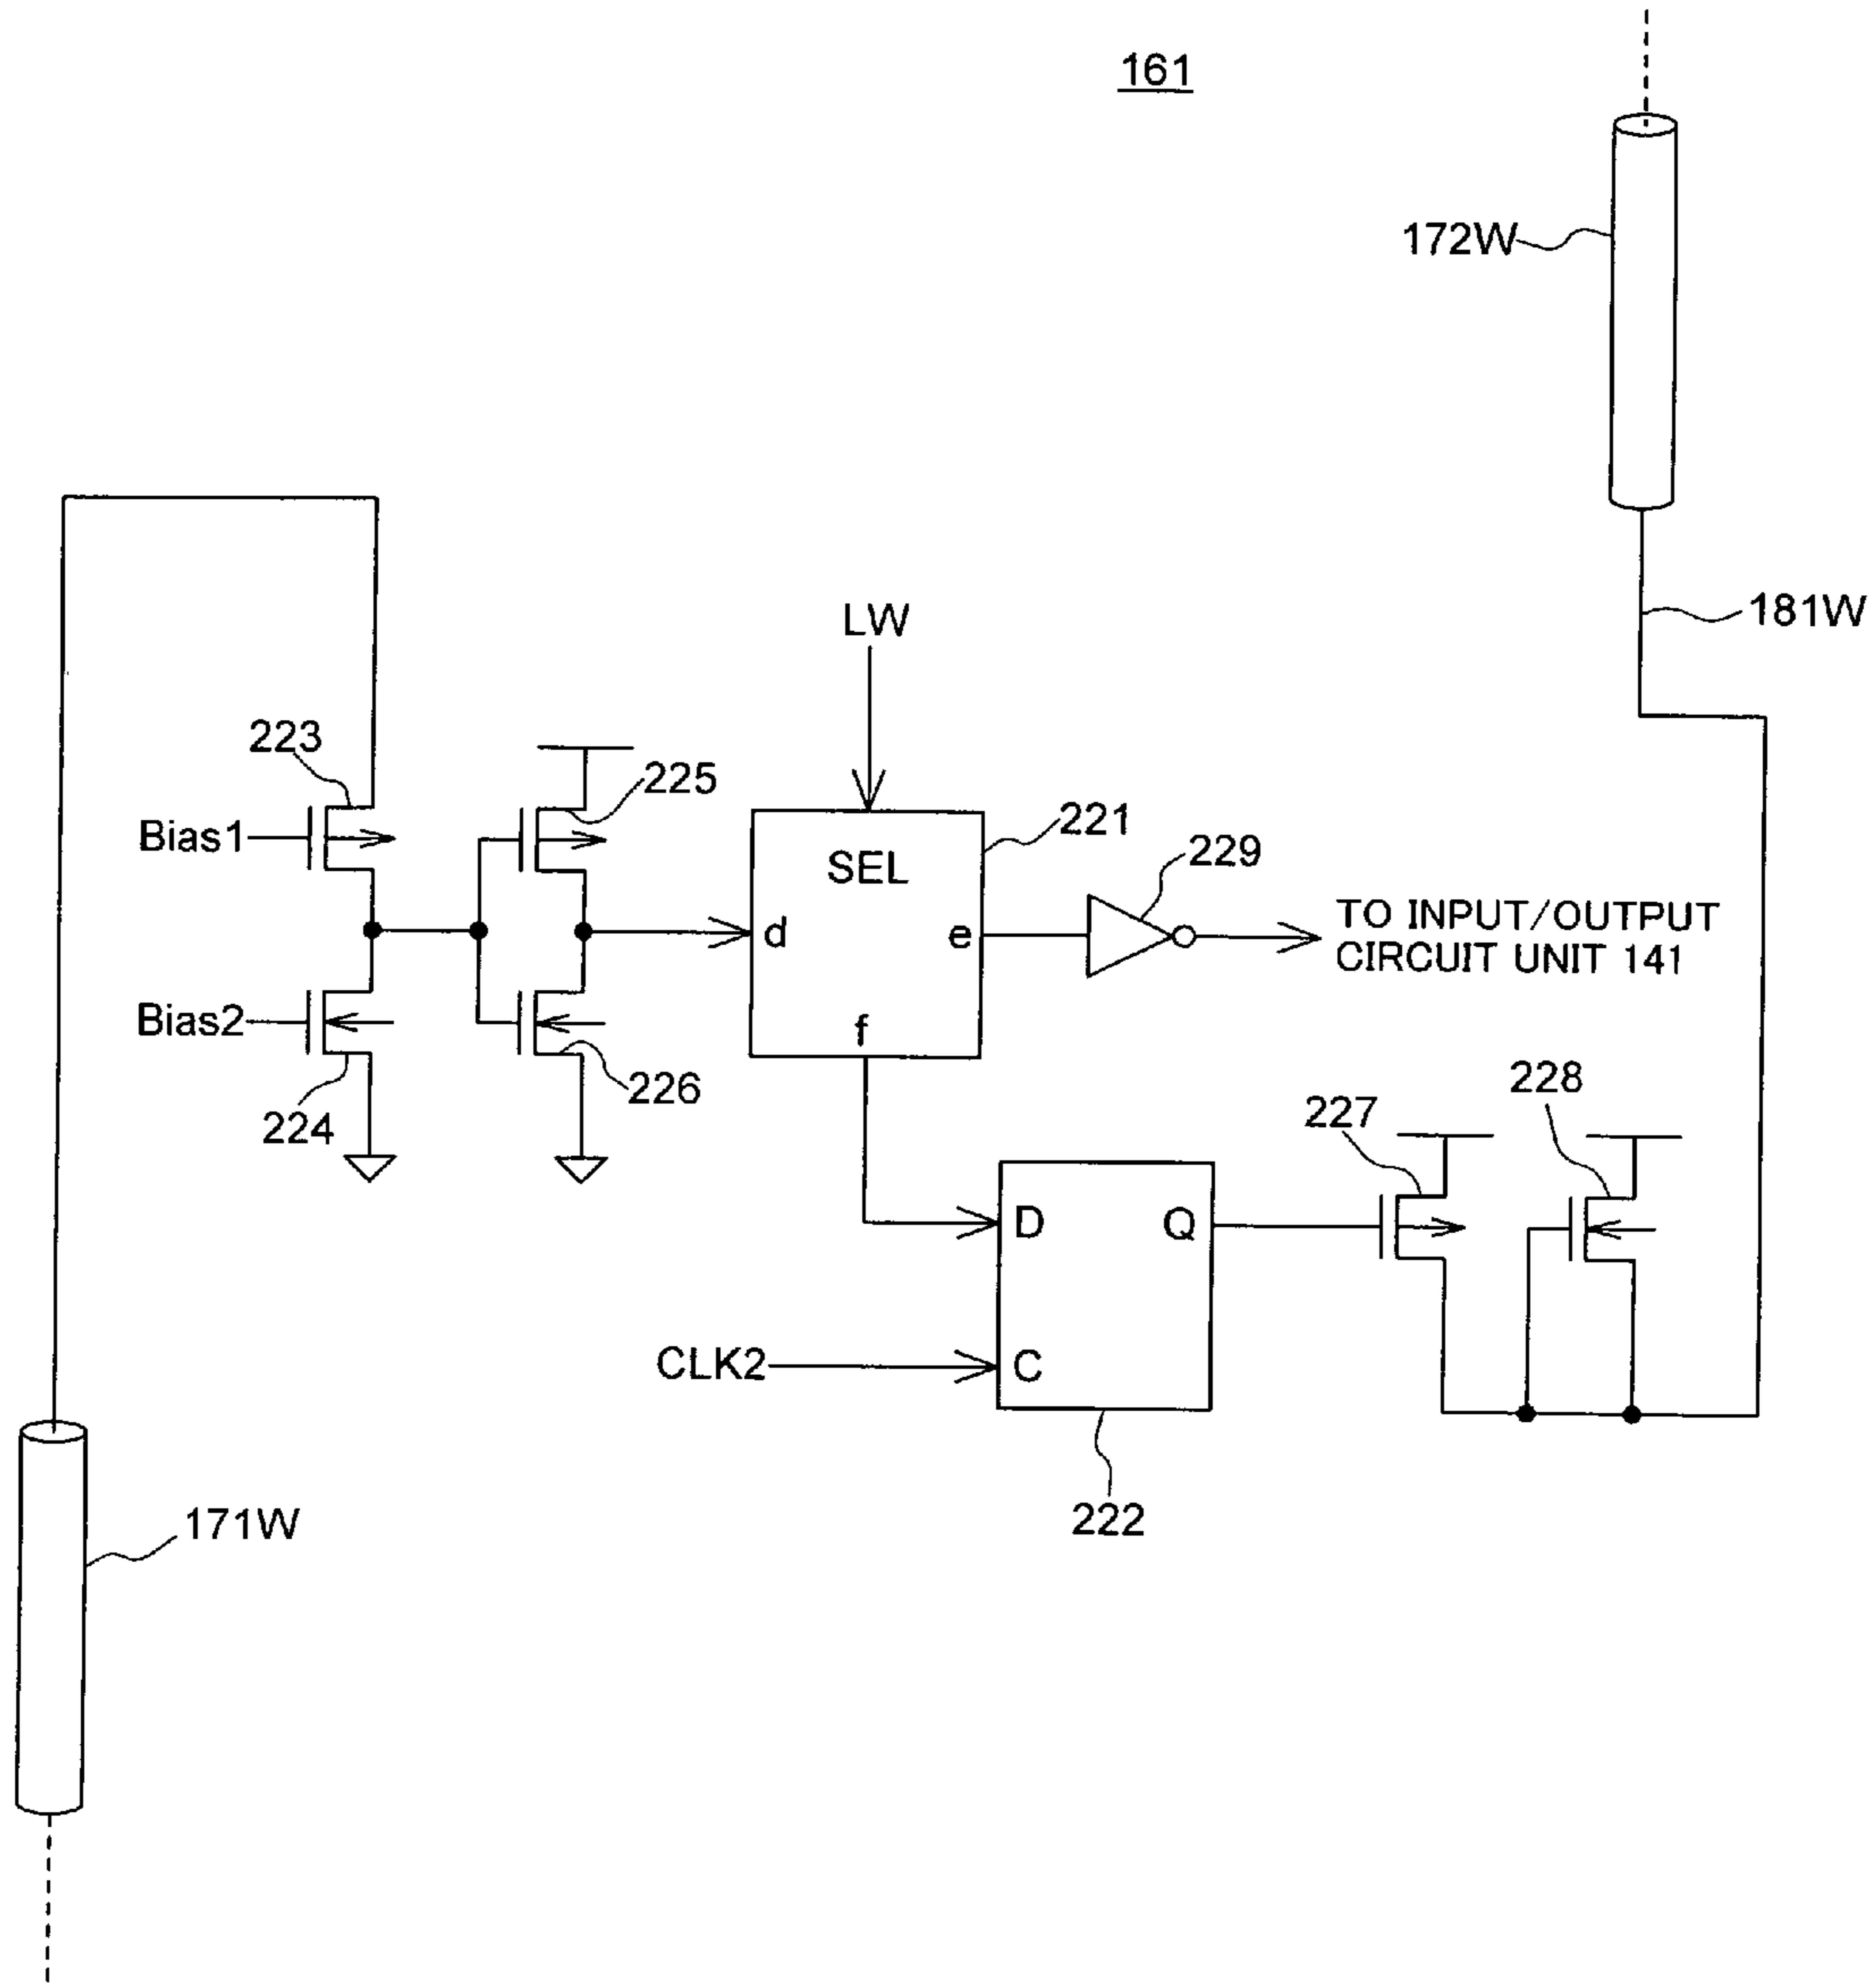 161
172W
181W
LW
223
225
221
Bias1
SEL
229
d
e
TO INPUT/OUTPUT
CIRCUIT UNIT 141
Bias2
f
224
226
227
228
D
Q
CLK2
C
222
171W